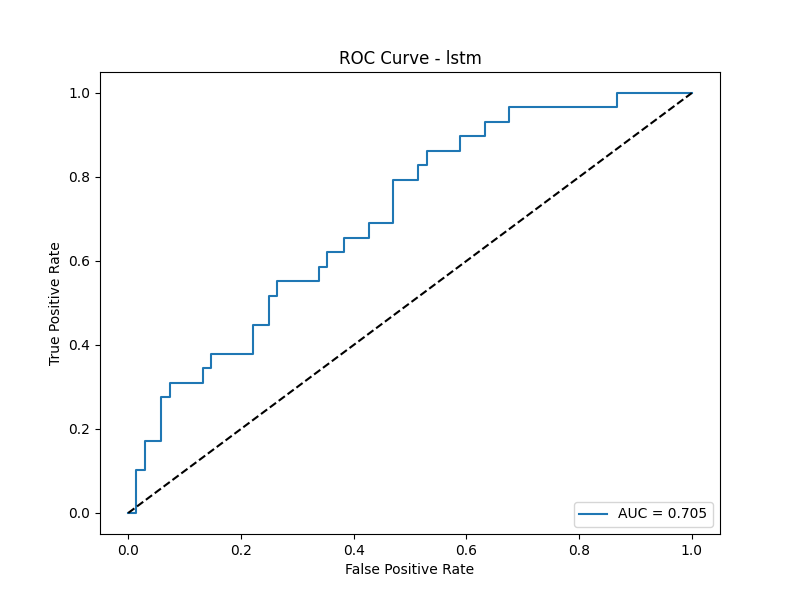 ROC Curve - lstm
True Positive Rate
1.0
0.8
0.6
0.4
0.2
0.0
AUC = 0.705
0.0 0.2 0.4 0.6 0.8 1.0
False Positive Rate